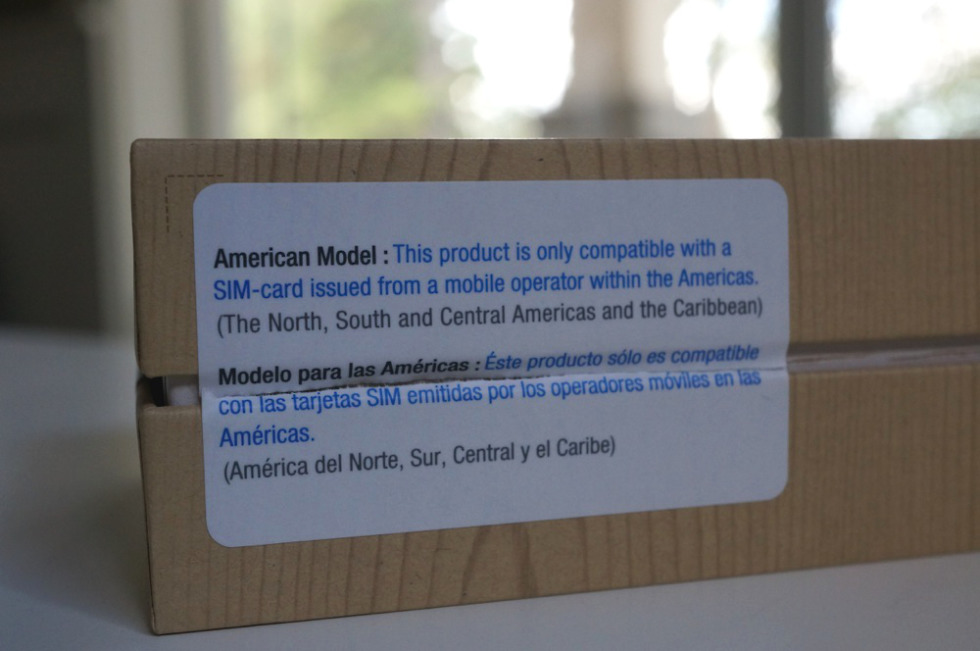 American Model : This product is only compatible with a
SIM-card issued from a mobile operator within the Americas.
(The North, South and Central Americas and the Caribbean)
Modelo para las Américas : Éste producto sólo es compatible
con las tarjetas SIM emitidas por los operadores móviles en las
Américas.
(América del Norte, Sur, Central y el Caribe)